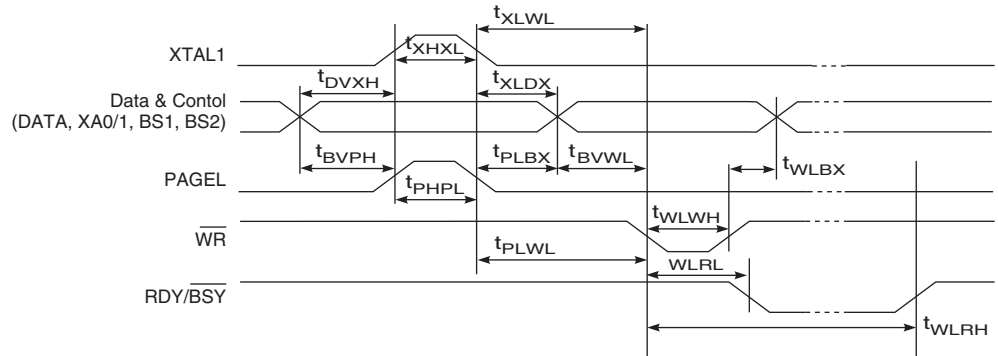 tXLWL
XTAL1
tXHXL
tDVXH
tXLDX
Data & Contol
(DATA, XA0/1, BS1, BS2)
tBVPH
tPLBX
tBVWL
tWLBX
PAGEL
tPHPL
tWLWH
WR
tPLWL
WLRL
RDY/BSY
tWLRH